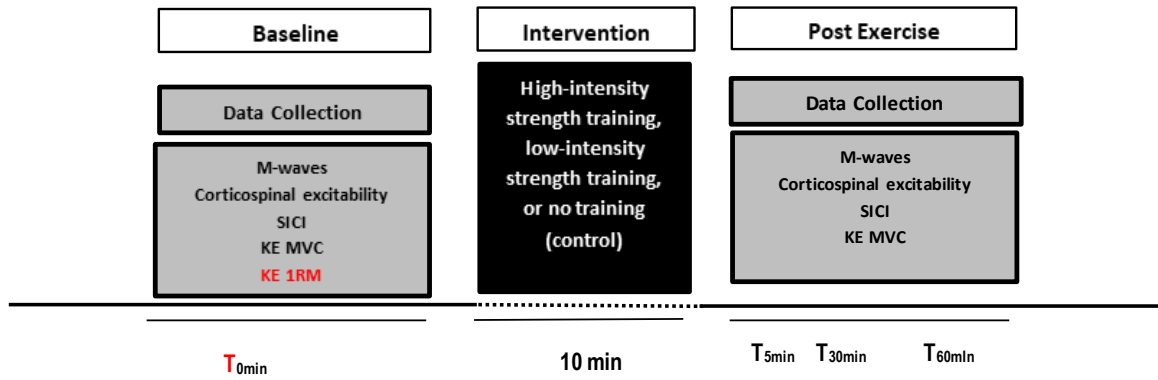 Baseline
Data Collection
M-waves
Corticospinal excitability
SICI
KE MVC
KE 1RM
T0min
Intervention
High-intensity
strength training,
low-intensity
strength training,
or no training
(control)
10 min
Post Exercise
Data Collection
M-waves
Corticospinal excitability
SICI
KE MVC
T5min T30min T60mIn